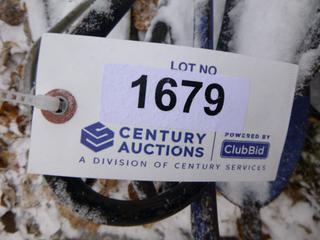 LOT NO
1679
CENTURY
AUCTIONS
POWERED BY
ClubBid
A DIVISION OF CENTURY SERVICES